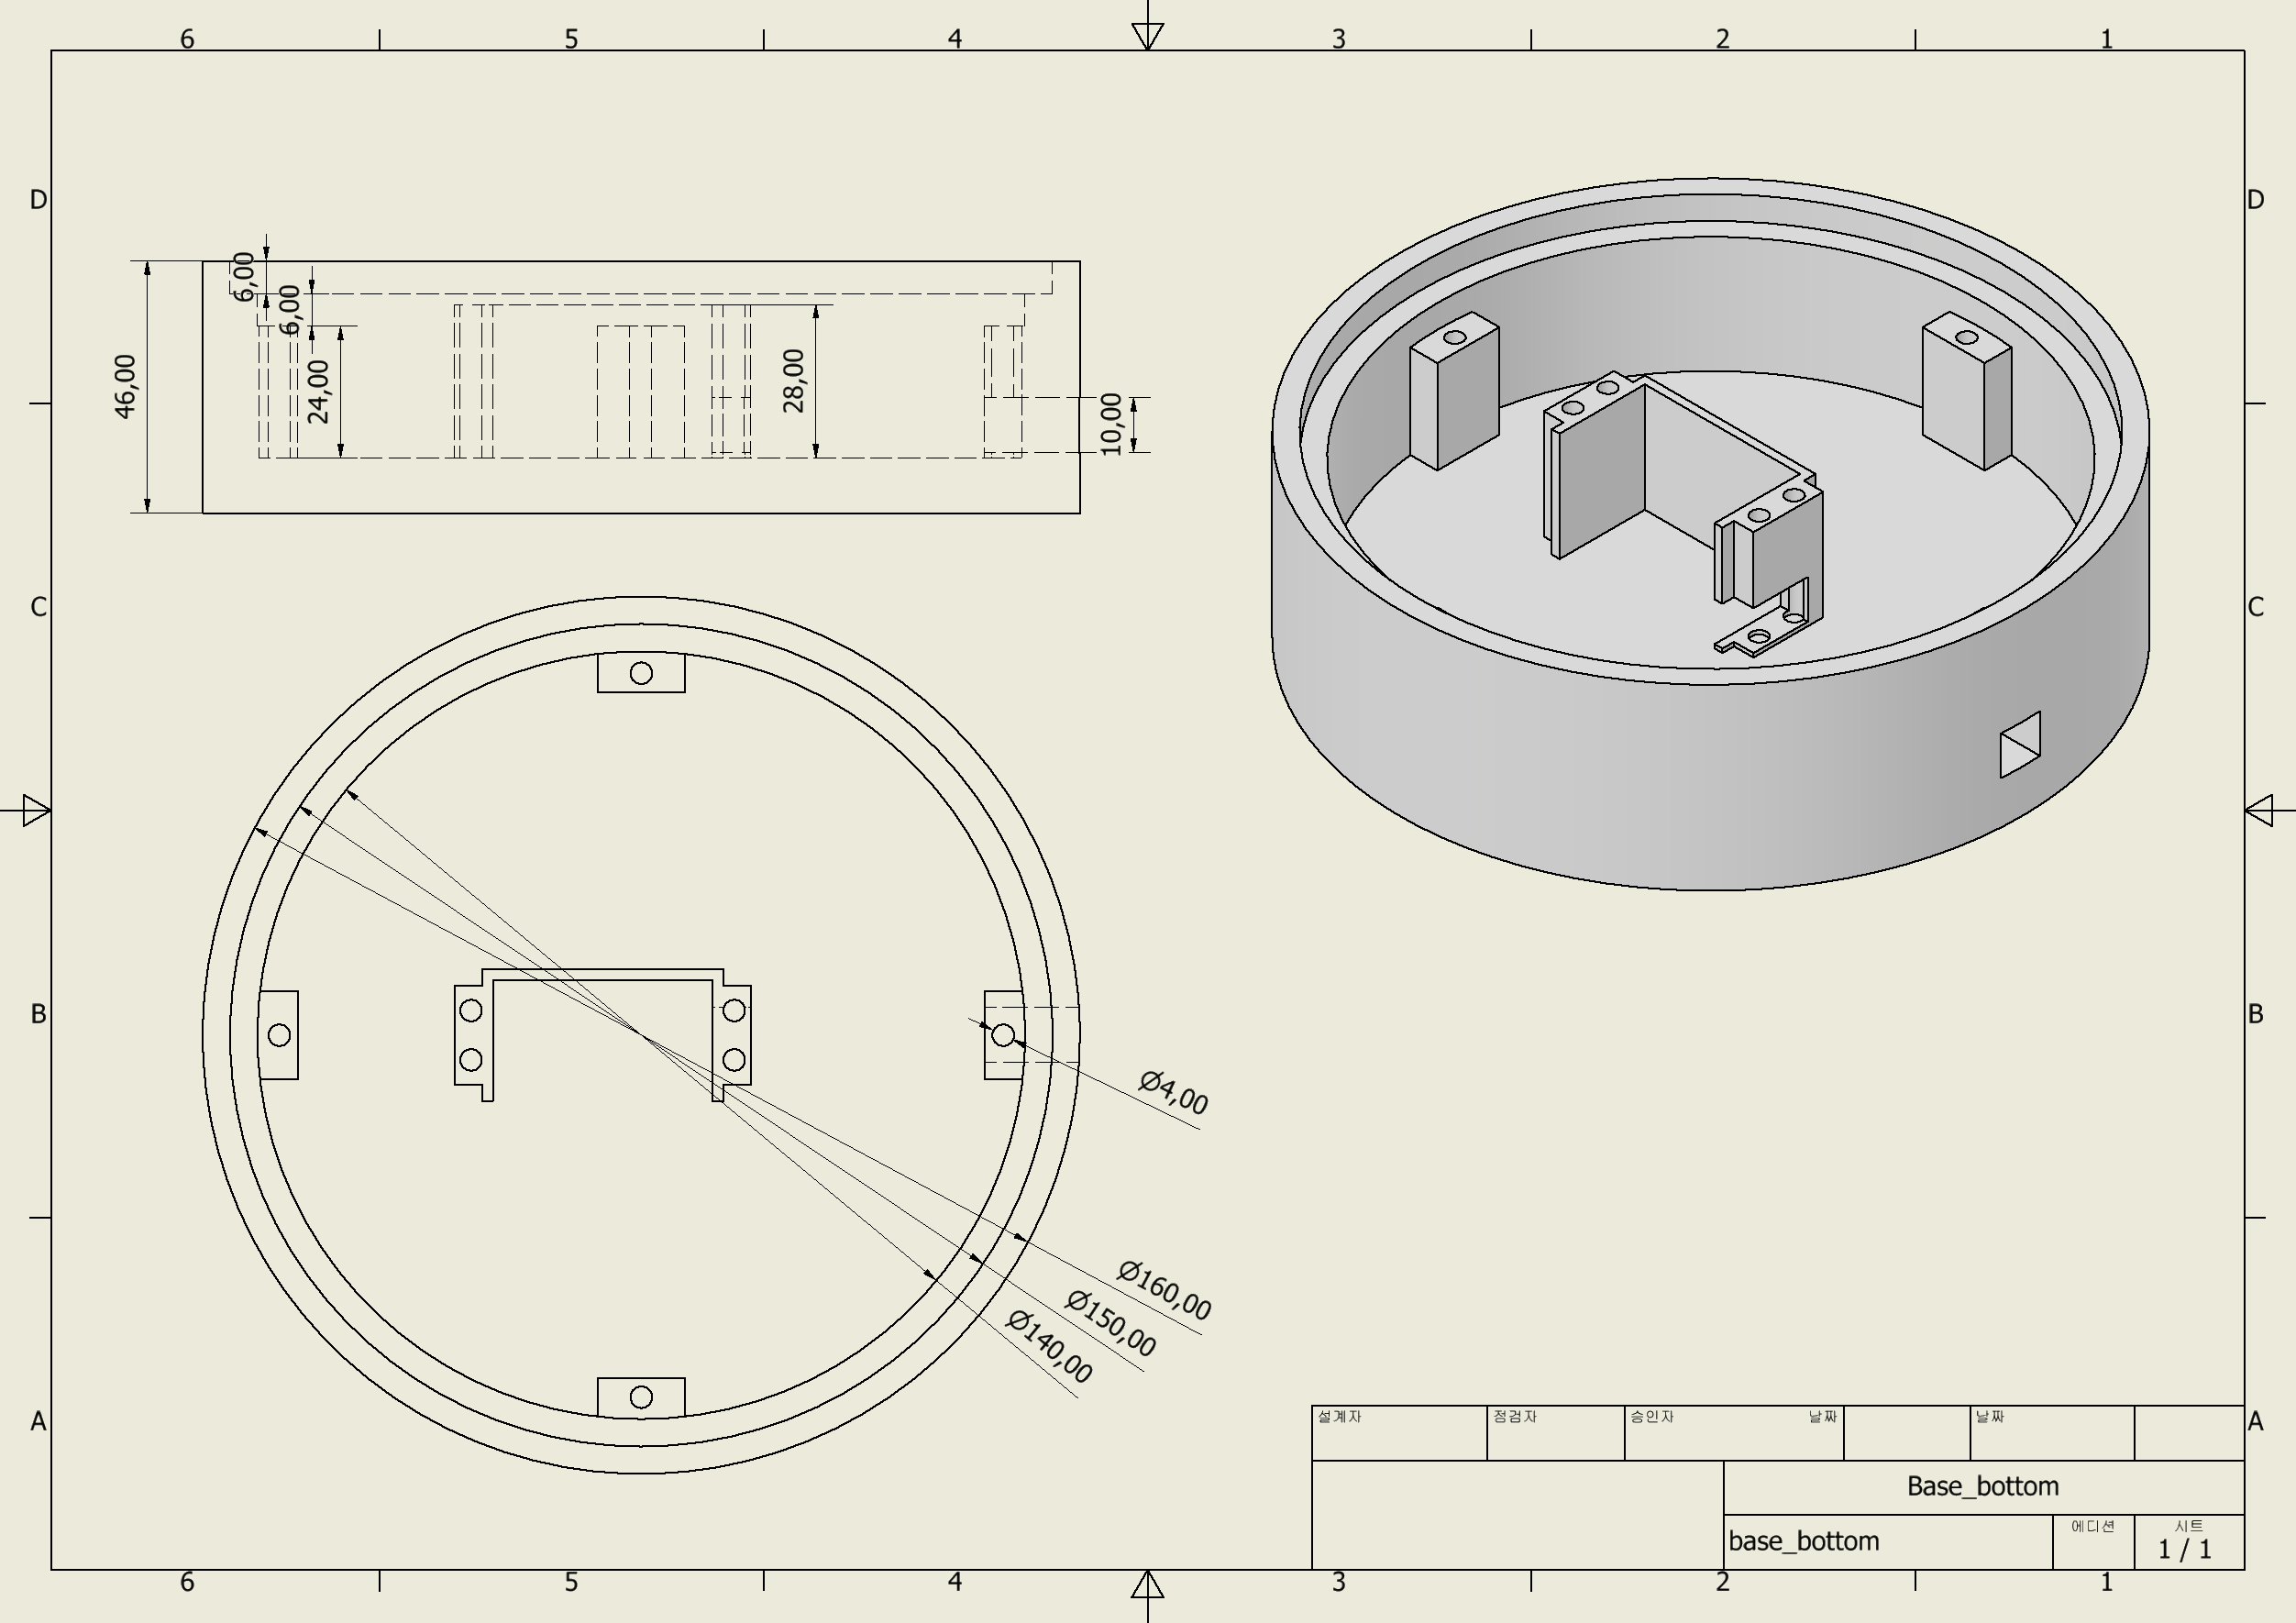 6 5 4 3 2 1
D D
6,00
6,00
46,00
24,00
28,00
10,00
C C
B B
Ø4,00
Ø160,00
Ø150,00
Ø140,00
A A
설계자 점검자 승인자 날짜 날짜
Base_bottom
base_bottom
에디션
시트
1 / 1
6 5 4 3 2 1